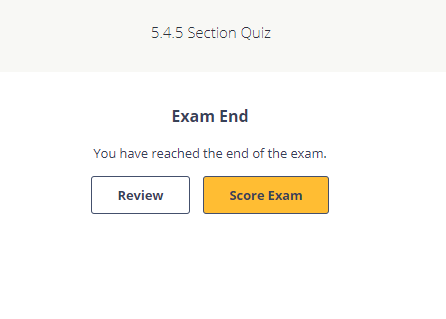 5.4.5 Section Quiz
Exam End
You have reached the end of the exam.
Review
Score Exam